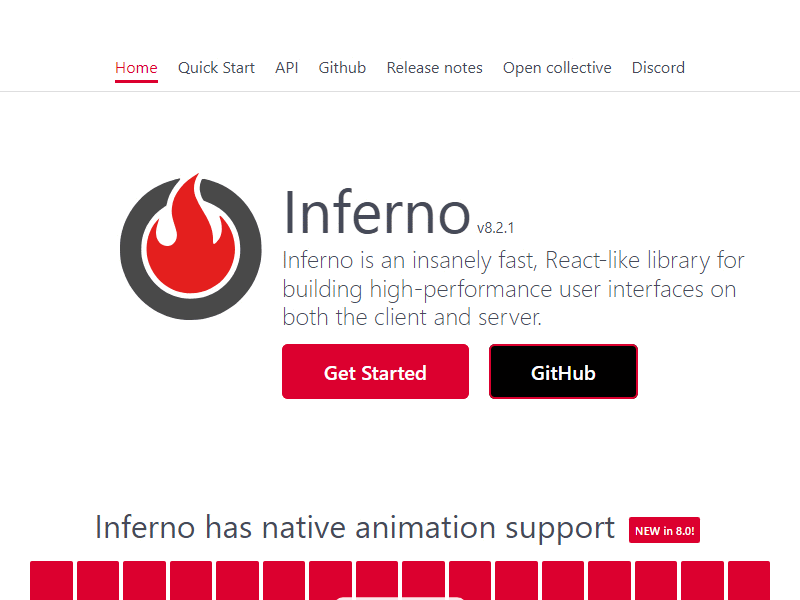 Home Quick Start API Github Release notes Open collective Discord
Inferno v8.2.1
Inferno is an insanely fast, React-like library for
building high-performance user interfaces on
both the client and server.
Get Started GitHub
Inferno has native animation support NEW in 8.0!